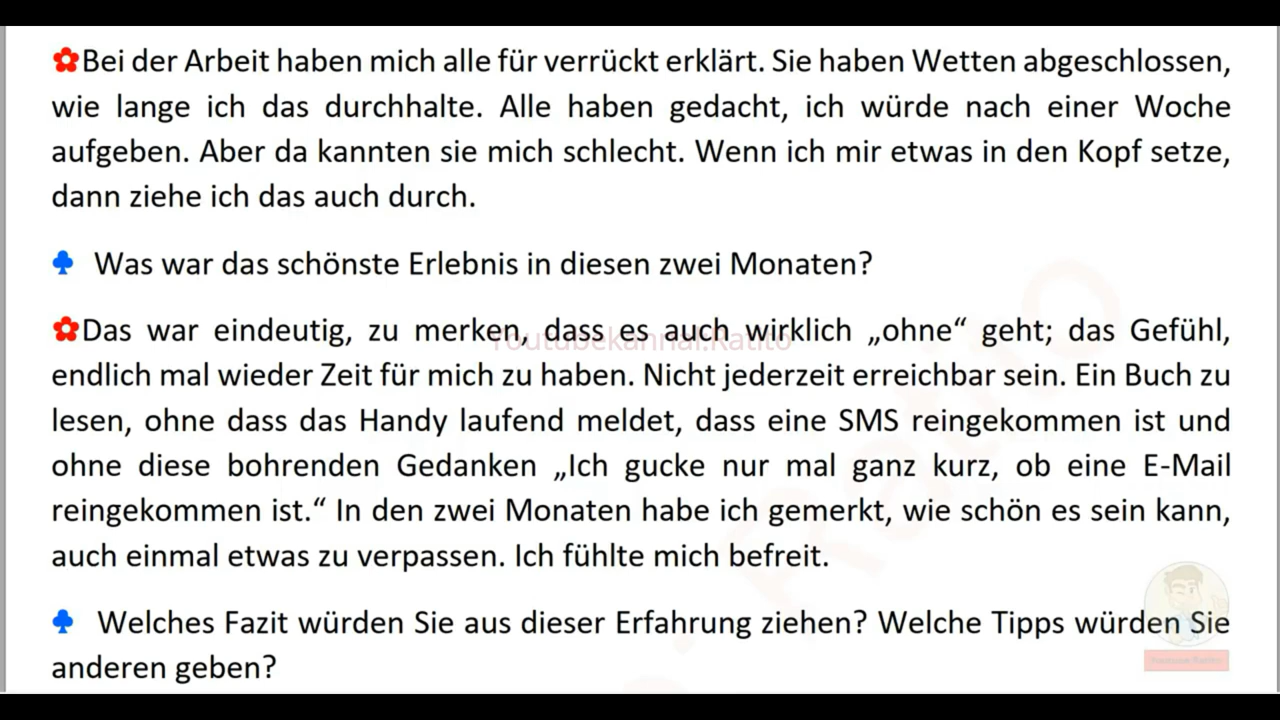 ✿Bei der Arbeit haben mich alle für verrückt erklärt. Sie haben Wetten abgeschlossen,
wie lange ich das durchhalte. Alle haben gedacht, ich würde nach einer Woche
aufgeben. Aber da kannten sie mich schlecht. Wenn ich mir etwas in den Kopf setze,
dann ziehe ich das auch durch.
♣ Was war das schönste Erlebnis in diesen zwei Monaten?
✿Das war eindeutig, zu merken, dass es auch wirklich „ohne“ geht; das Gefühl,
Youtubekannal:Ratito
endlich mal wieder Zeit für mich zu haben. Nicht jederzeit erreichbar sein. Ein Buch zu
lesen, ohne dass das Handy laufend meldet, dass eine SMS reingekommen ist und
ohne diese bohrenden Gedanken „Ich gucke nur mal ganz kurz, ob eine E-Mail
reingekommen ist.“ In den zwei Monaten habe ich gemerkt, wie schön es sein kann,
auch einmal etwas zu verpassen. Ich fühlte mich befreit.
Ratito
♣ Welches Fazit würden Sie aus dieser Erfahrung ziehen? Welche Tipps würden Sie
anderen geben?